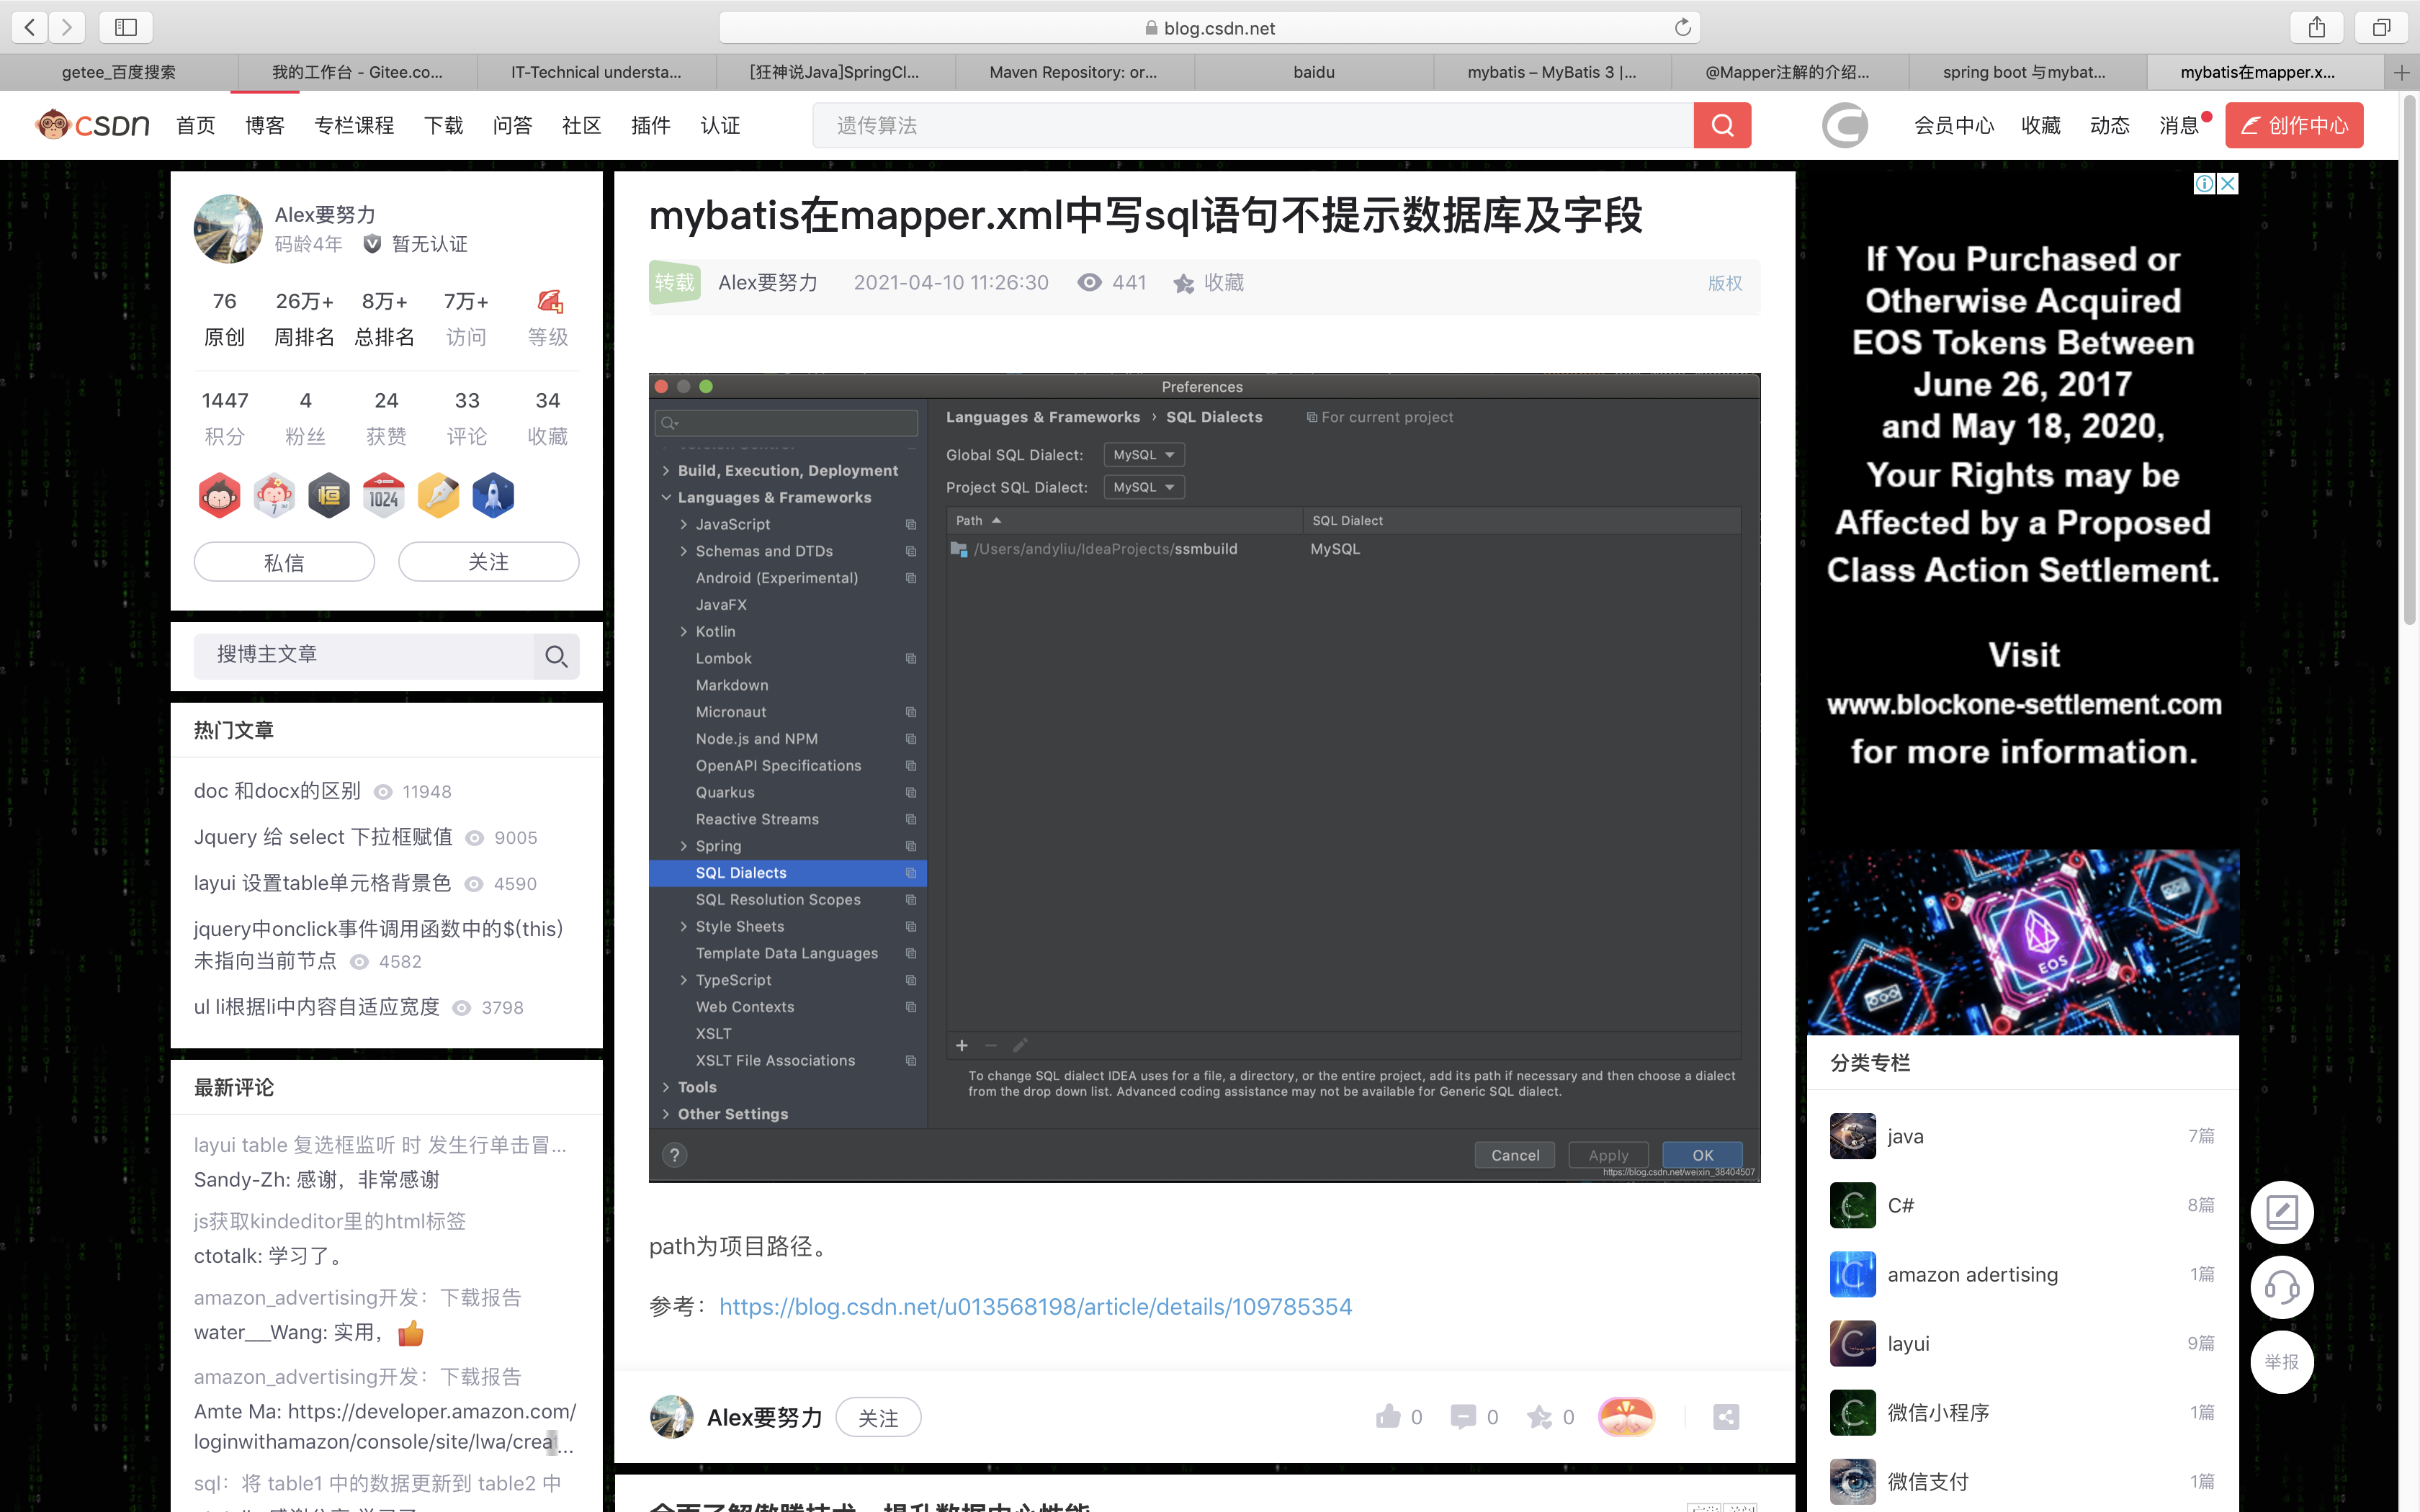 blog.csdn.net
getee_百度搜索
我的工作台 - Gitee.co...
IT-Technical understa...
[狂神说Java]SpringCl...
Maven Repository: or...
baidu
mybatis – MyBatis 3 |...
@Mapper注解的介绍...
spring boot 与mybat...
mybatis在mapper.x...
CSDN
首页
博客
专栏课程
下载
问答
社区
插件
认证
遗传算法
会员中心
收藏
动态
消息
创作中心
Alex要努力
码龄4年
暂无认证
76 26万+ 8万+ 7万+
原创 周排名 总排名 访问 等级
1447 4 24 33 34
积分 粉丝 获赞 评论 收藏
1024
私信
关注
搜博主文章
热门文章
doc 和docx的区别 11948
Jquery 给 select 下拉框赋值 9005
layui 设置table单元格背景色 4590
jquery中onclick事件调用函数中的$(this)
未指向当前节点 4582
ul li根据li中内容自适应宽度 3798
最新评论
layui table 复选框监听 时 发生行单击冒...
Sandy-Zh: 感谢，非常感谢
js获取kindeditor里的html标签
ctotalk: 学习了。
amazon_advertising开发：下载报告
water___Wang: 实用，
amazon_advertising开发：下载报告
Amte Ma: https://developer.amazon.com/
loginwithamazon/console/site/lwa/creat...
sql：将 table1 中的数据更新到 table2 中
mybatis在mapper.xml中写sql语句不提示数据库及字段
转载
Alex要努力
2021-04-10 11:26:30
441
收藏
版权
Preferences
Build, Execution, Deployment
Languages & Frameworks
JavaScript
Schemas and DTDs
Android (Experimental)
JavaFX
Kotlin
Lombok
Markdown
Micronaut
Node.js and NPM
OpenAPI Specifications
Quarkus
Reactive Streams
Spring
SQL Dialects
SQL Resolution Scopes
Style Sheets
Template Data Languages
TypeScript
Web Contexts
XSLT
XSLT File Associations
Tools
Other Settings
Languages & Frameworks › SQL Dialects
For current project
Global SQL Dialect: MySQL
Project SQL Dialect: MySQL
Path
SQL Dialect
/Users/andyliu/IdeaProjects/ssmbuild
MySQL
To change SQL dialect IDEA uses for a file, a directory, or the entire project, add its path if necessary and then choose a dialect
from the drop down list. Advanced coding assistance may not be available for Generic SQL dialect.
?
Cancel
Apply
OK
https://blog.csdn.net/weixin_38404507
path为项目路径。
参考：https://blog.csdn.net/u013568198/article/details/109785354
Alex要努力
关注
0
0
0
If You Purchased or
Otherwise Acquired
EOS Tokens Between
June 26, 2017
and May 18, 2020,
Your Rights may be
Affected by a Proposed
Class Action Settlement.
Visit
www.blockone-settlement.com
for more information.
EOS
分类专栏
java 7篇
C# 8篇
amazon adertising 1篇
layui 9篇
微信小程序 1篇
微信支付 1篇
举报